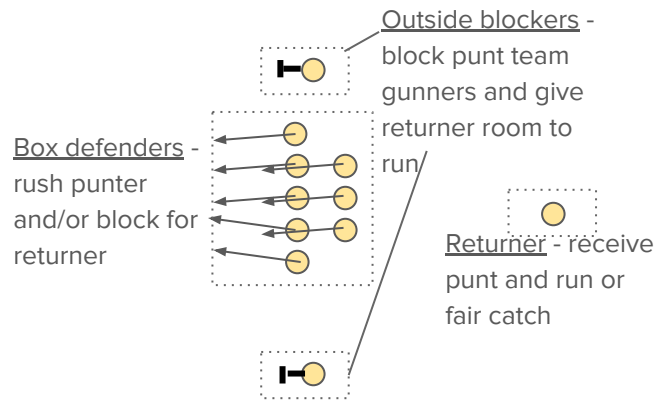 Outside blockers -
block punt team
gunners and give
returner room to
run
Box defenders -
rush punter
and/or block for
returner
Returner - receive
punt and run or
fair catch